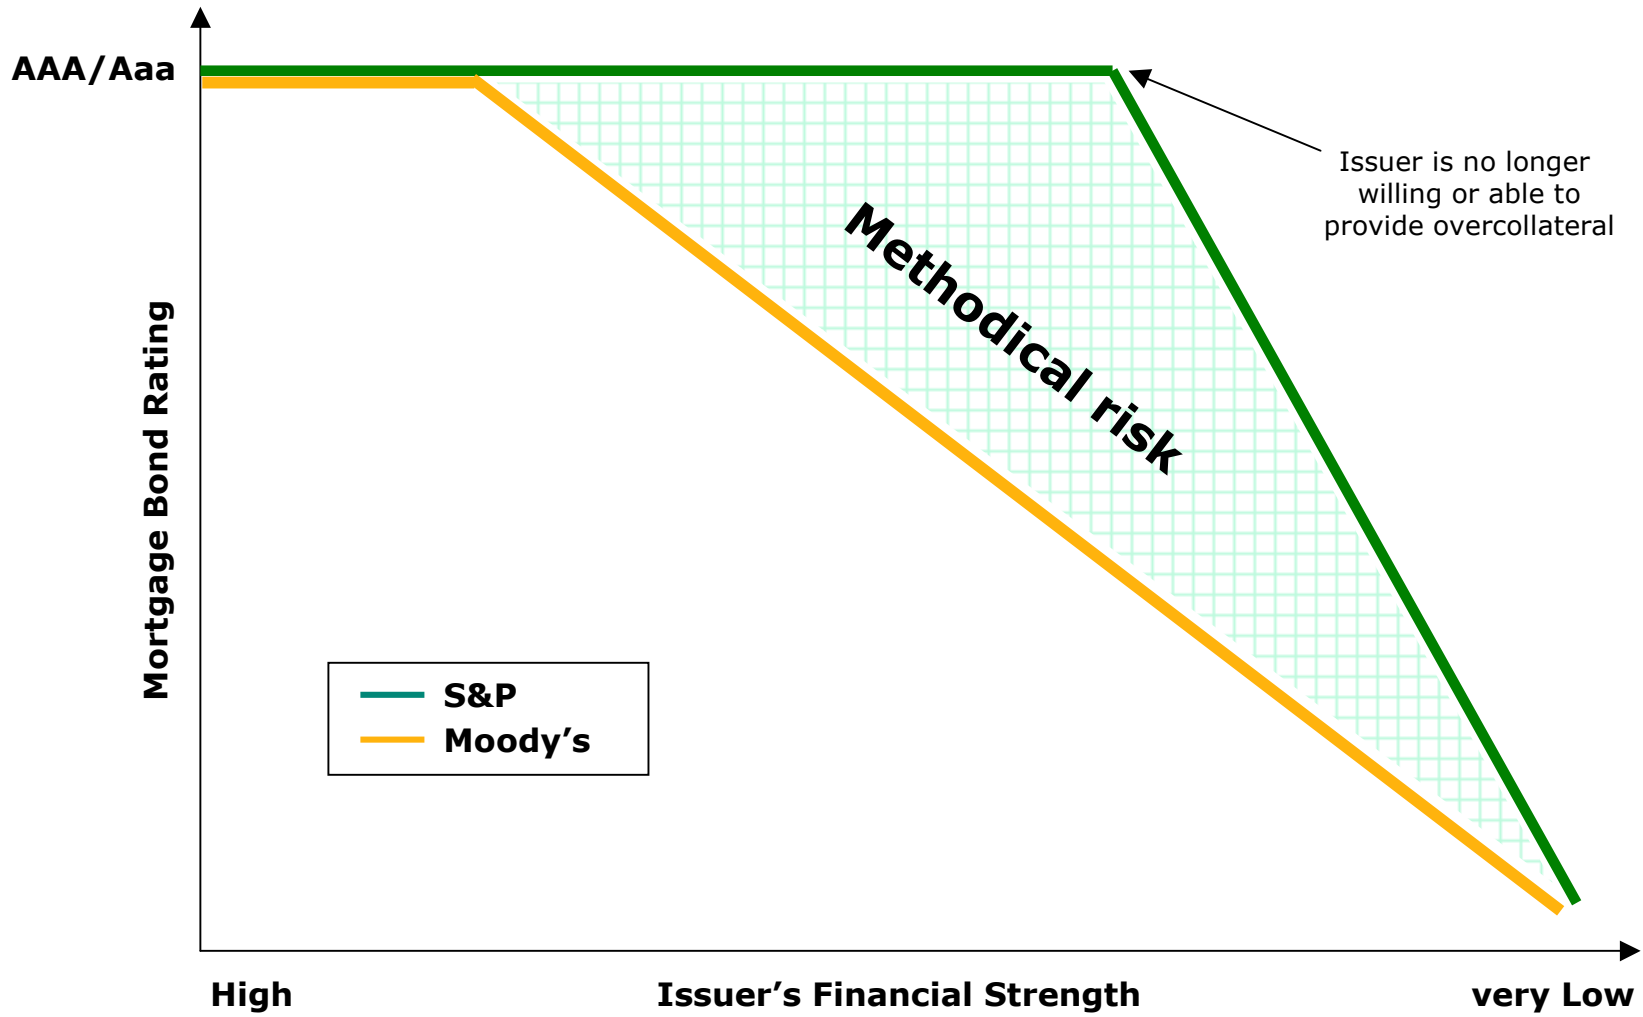 AAA/Aaa
Issuer is no longer
willing or able to
provide overcollateral
Methodical risk
Mortgage Bond Rating
S&P
Moody’s
High
Issuer’s Financial Strength
very Low